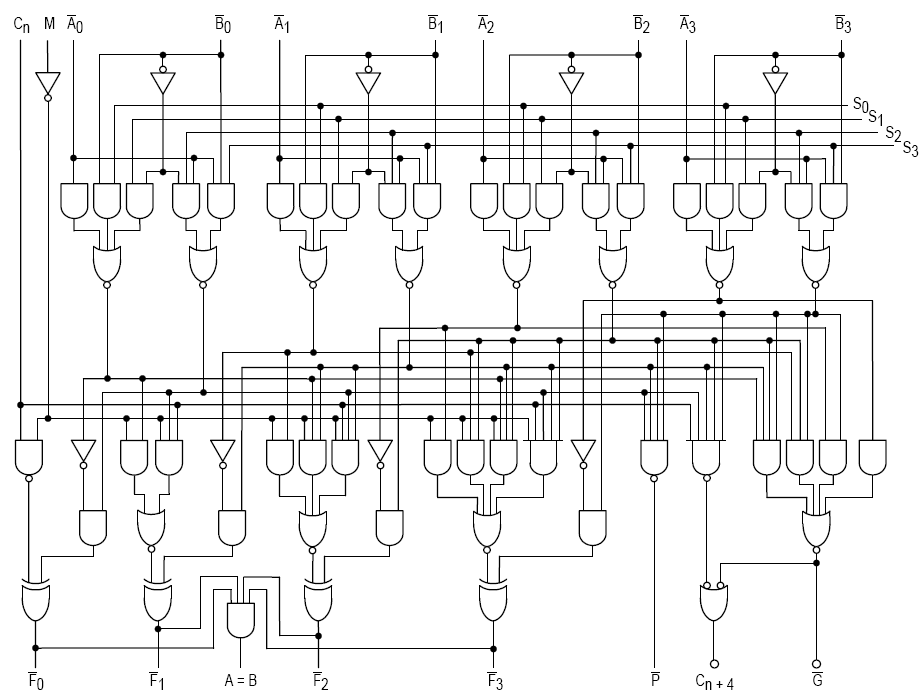 Cn M A̅0 B̅0 A̅1 B̅1 A̅2 B̅2 A̅3 B̅3
S0
S1
S2
S3
F̅0 F̅1 A = B F̅2 F̅3 P̅ Cn + 4 G̅